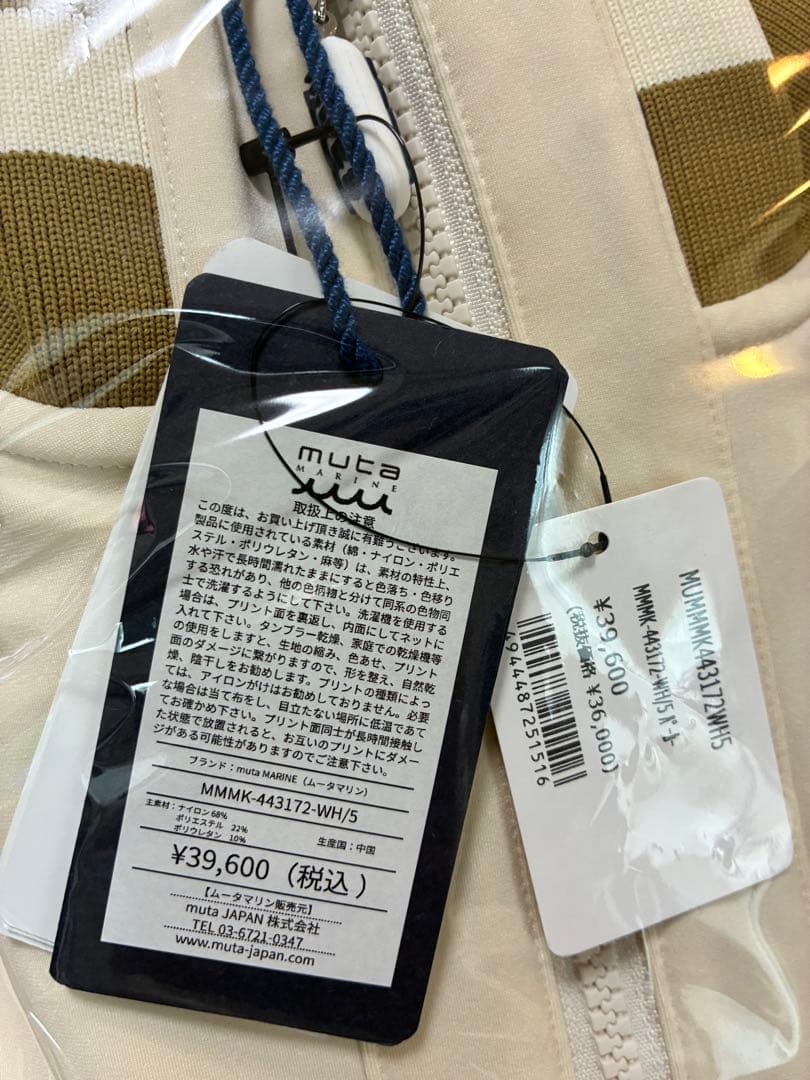 muta
MARINE
取扱上の注意
この度は、お買い上げ頂き誠に有難うございます。
製品に使用されている素材（綿・ナイロン・ポリエ
ステル・ポリウレタン・麻等）は、素材の特性上、
水や汗で長時間濡れたままにすると色落ち・色移り
する恐れがあり、他の色柄物と分けて同系の色物同
士で洗濯するようにして下さい。洗濯機を使用する
場合は、プリント面を裏返し、内面にしてネットに
入れて下さい。タンブラー乾燥、家庭での乾燥機等
の使用をしますと、生地の縮み、色あせ、プリント
面のダメージに繋がりますので、形を整え、自然乾
燥、陰干しをお勧めします。プリントの種類によっ
ては、アイロンがけはお勧めしておりません。必要
な場合は当て布をし、目立たない場所に低温であて
てお確かめ下さい。プリント面同士が長時間接触し
た状態で放置されると、お互いのプリントにダメー
ジがある可能性がありますのでご注意下さい。
ブランド：muta MARINE（ムータマリン）
MMMK-443172-WH/5
主素材：ナイロン 68%
ポリエステル 22%
ポリウレタン 10%
生産国：中国
¥39,600（税込）
【ムータマリン販売元】
muta JAPAN 株式会社
TEL 03-6721-0347
www.muta-japan.com
MUMMMK443172WH5
MMMK-443172-WH/5 ﾊﾟｰｶｰ
¥39,600
(税抜価格 ¥36,000)
4944487251516